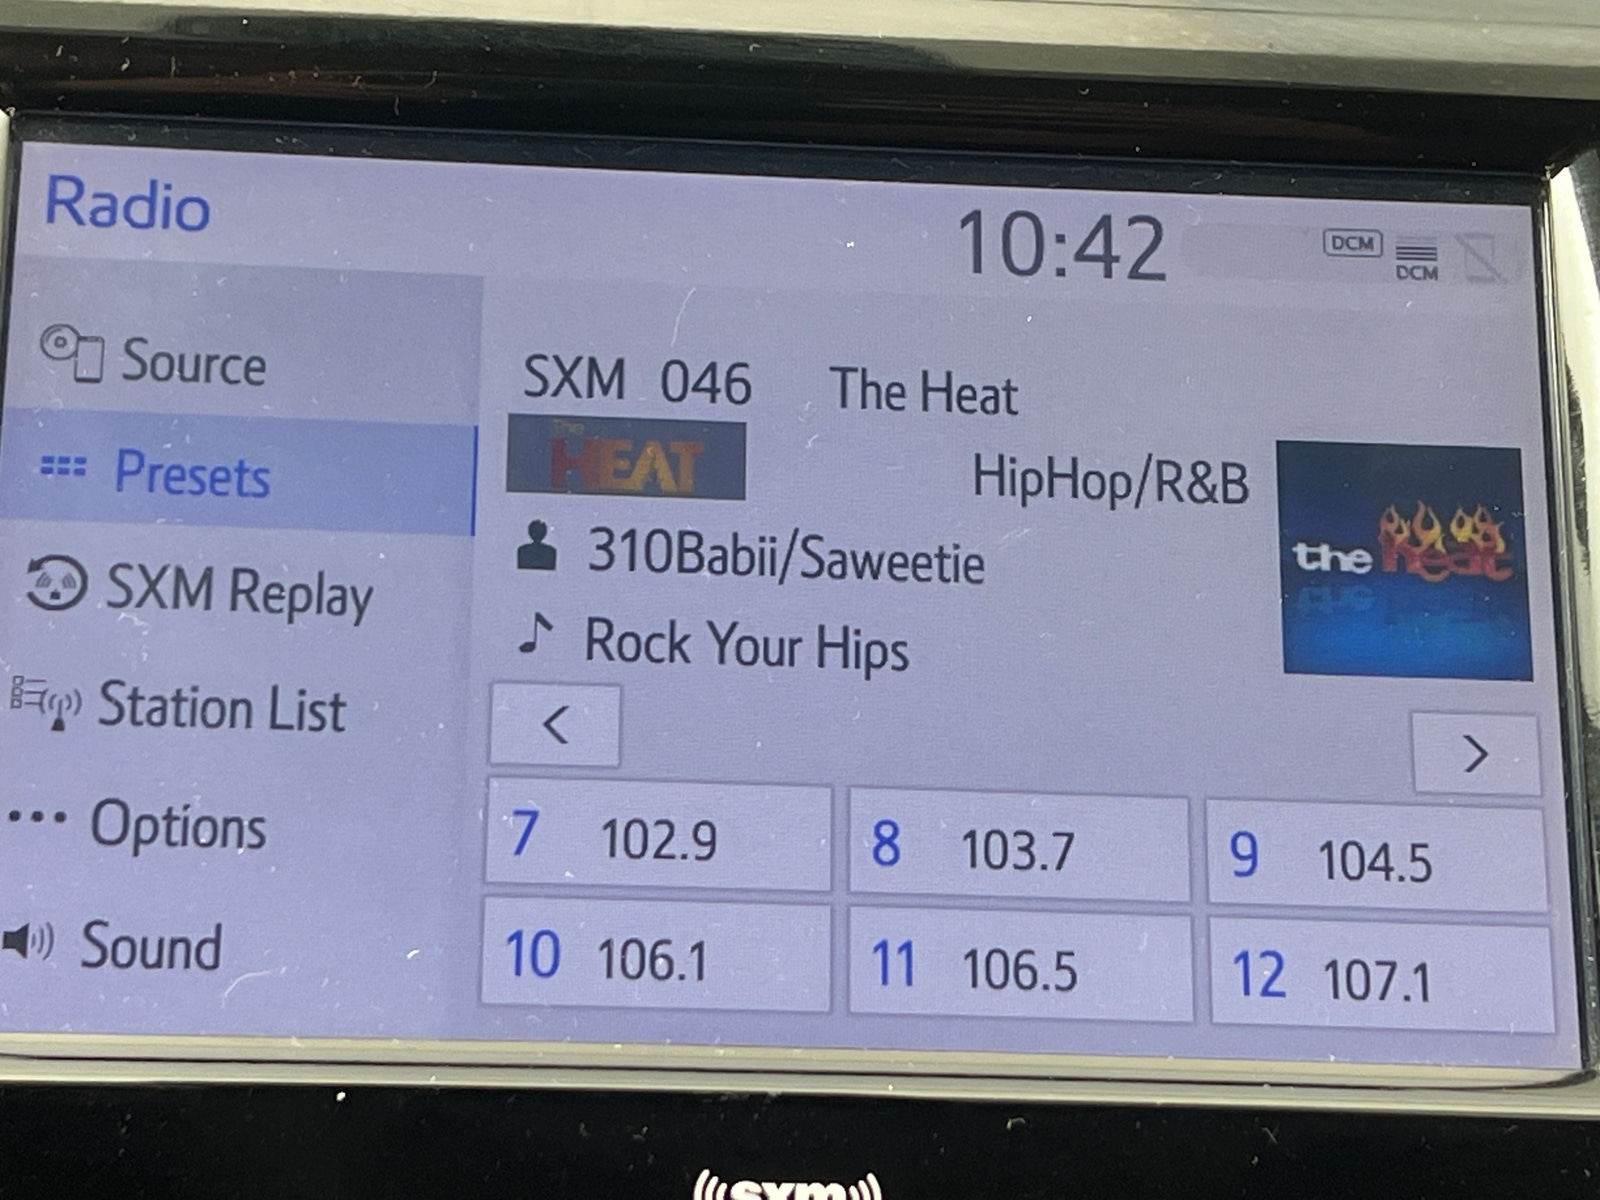 Radio
10:42
DCM
DCM
Source
Presets
SXM Replay
Station List
Options
Sound
SXM 046 The Heat
The HEAT
HipHop/R&B
the heat
310Babii/Saweetie
Rock Your Hips
<
>
7 102.9
8 103.7
9 104.5
10 106.1
11 106.5
12 107.1
((sxm))